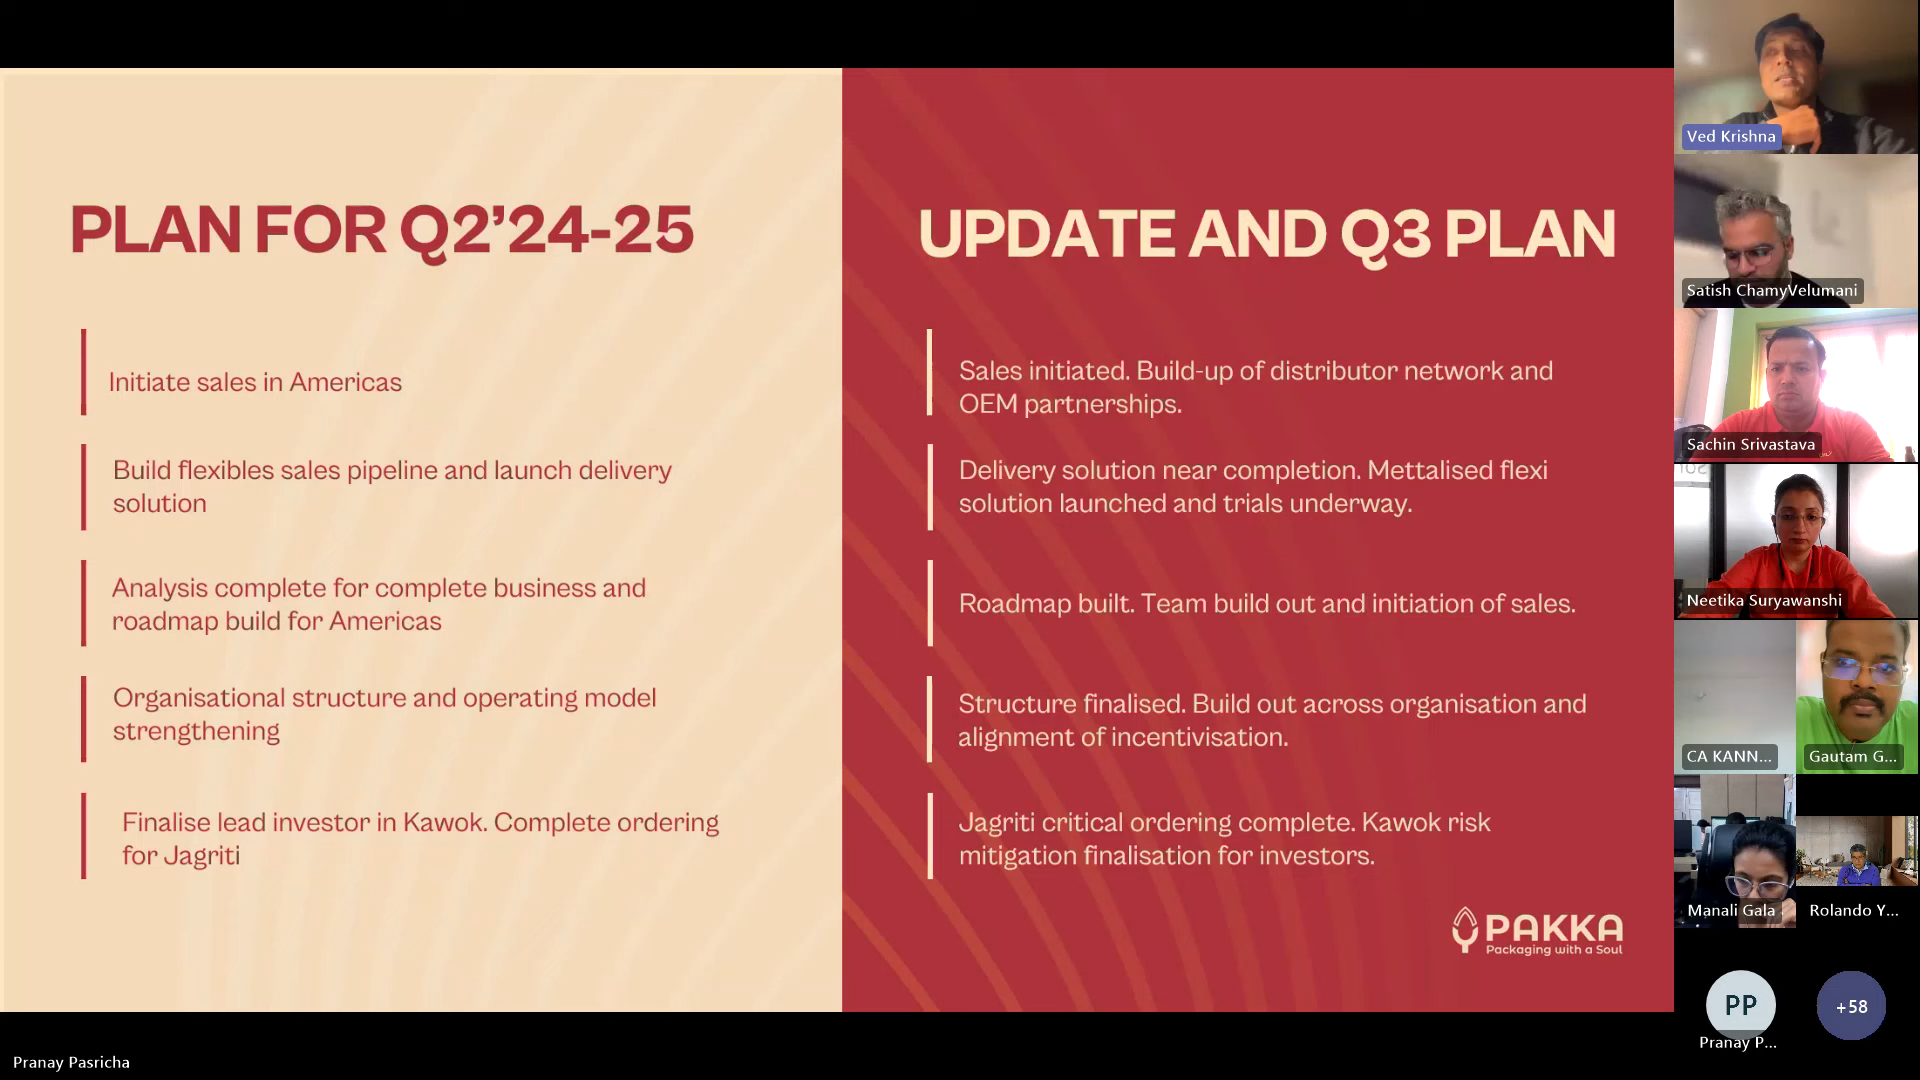 PLAN FOR Q2’24-25
Initiate sales in Americas
Build flexibles sales pipeline and launch delivery
solution
Analysis complete for complete business and
roadmap build for Americas
Organisational structure and operating model
strengthening
Finalise lead investor in Kawok. Complete ordering
for Jagriti
UPDATE AND Q3 PLAN
Sales initiated. Build-up of distributor network and
OEM partnerships.
Delivery solution near completion. Mettalised flexi
solution launched and trials underway.
Roadmap built. Team build out and initiation of sales.
Structure finalised. Build out across organisation and
alignment of incentivisation.
Jagriti critical ordering complete. Kawok risk
mitigation finalisation for investors.
PAKKA
Packaging with a Soul
Ved Krishna
Satish ChamyVelumani
Sachin Srivastava
Neetika Suryawanshi
CA KANN...
Gautam G...
Manali Gala
Rolando Y...
PP
Pranay P...
+58
Pranay Pasricha